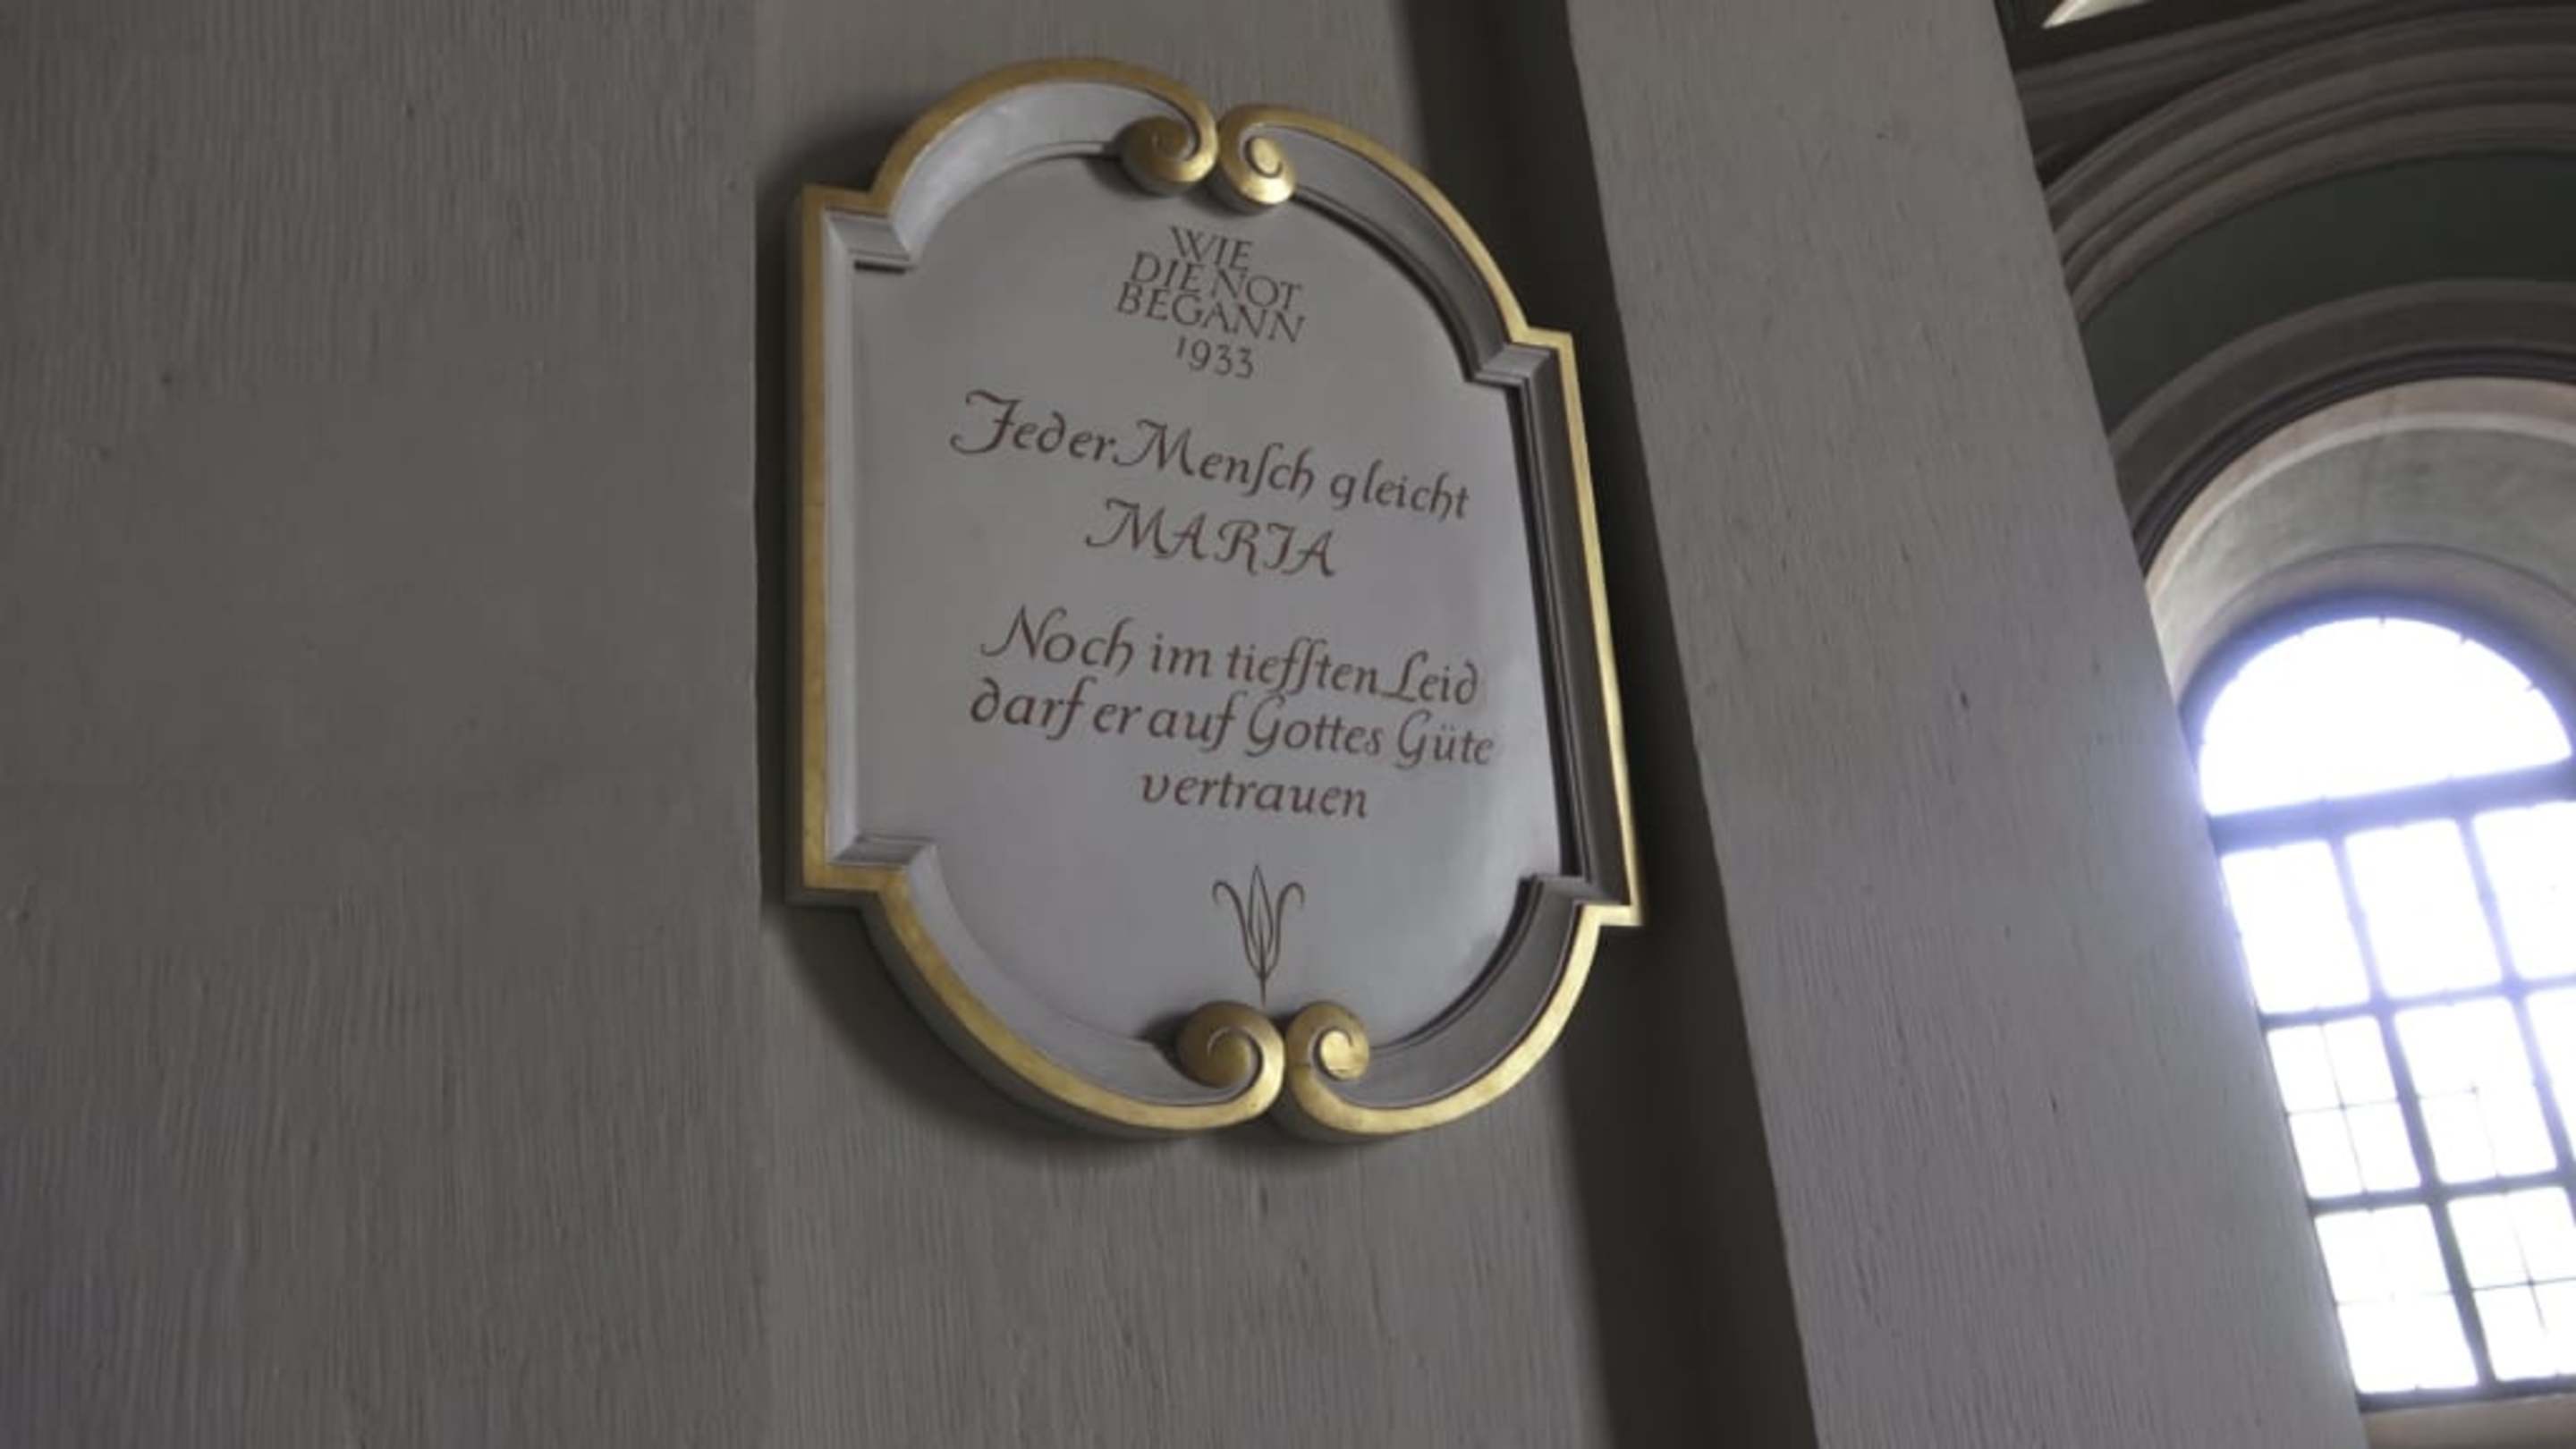 WIE
DIE NOT
BEGANN
1933
Jeder Menſch gleicht
MARIA
Noch im tiefſten Leid
darf er auf Gottes Güte
vertrauen